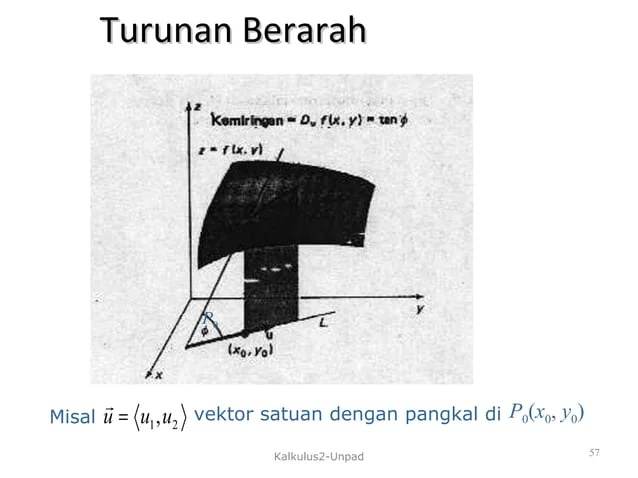 Turunan Berarah
z
Kemiringan = Dᵤ f(x, y) = tan ϕ
z = f(x, y)
y
P₀
ϕ
L
u
(x₀, y₀)
x
Misal u⃗ = ⟨u₁,u₂⟩ vektor satuan dengan pangkal di P₀(x₀, y₀)
Kalkulus2-Unpad
57